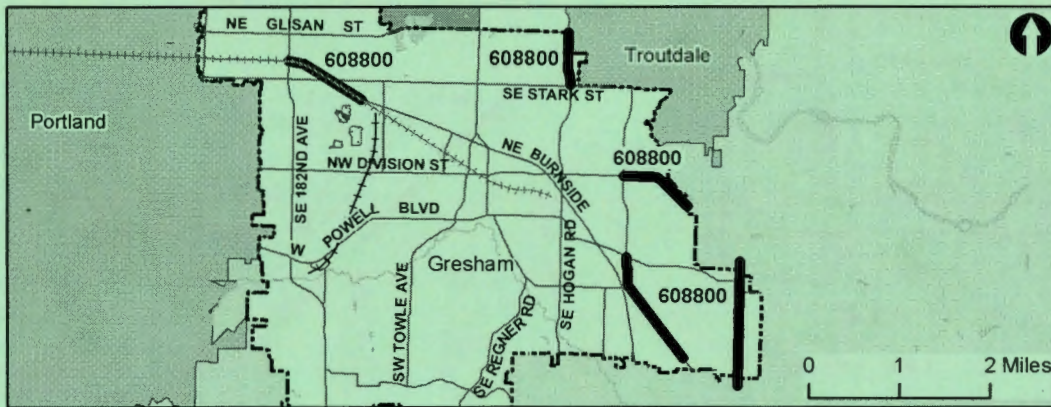 NE GLISAN ST
608800
608800
Troutdale
SE STARK ST
Portland
SE 182ND AVE
NW DIVISION ST
NE BURNSIDE
608800
W POWELL BLVD
SW TOWLE AVE
Gresham
SE REGNER RD
SE HOGAN RD
608800
0 1 2 Miles